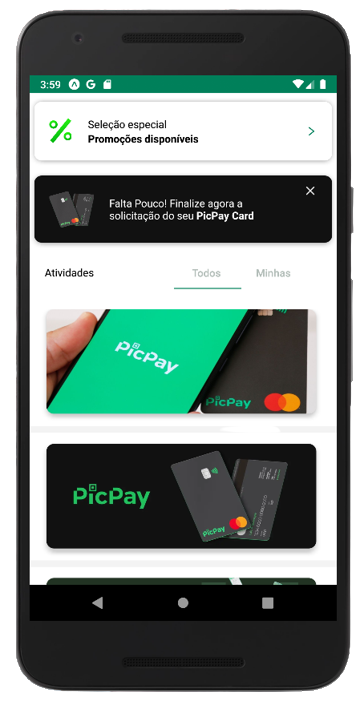 3:59
Seleção especial
Promoções disponíveis
Falta Pouco! Finalize agora a
solicitação do seu PicPay Card
Atividades
Todos
Minhas
PicPay
PicPay
PicPay
PicPay